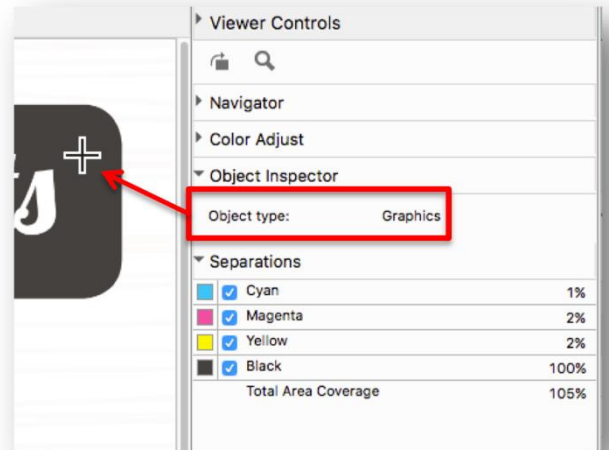 Viewer Controls
Navigator
Color Adjust
Object Inspector
Object type: Graphics
Separations
Cyan 1%
Magenta 2%
Yellow 2%
Black 100%
Total Area Coverage 105%